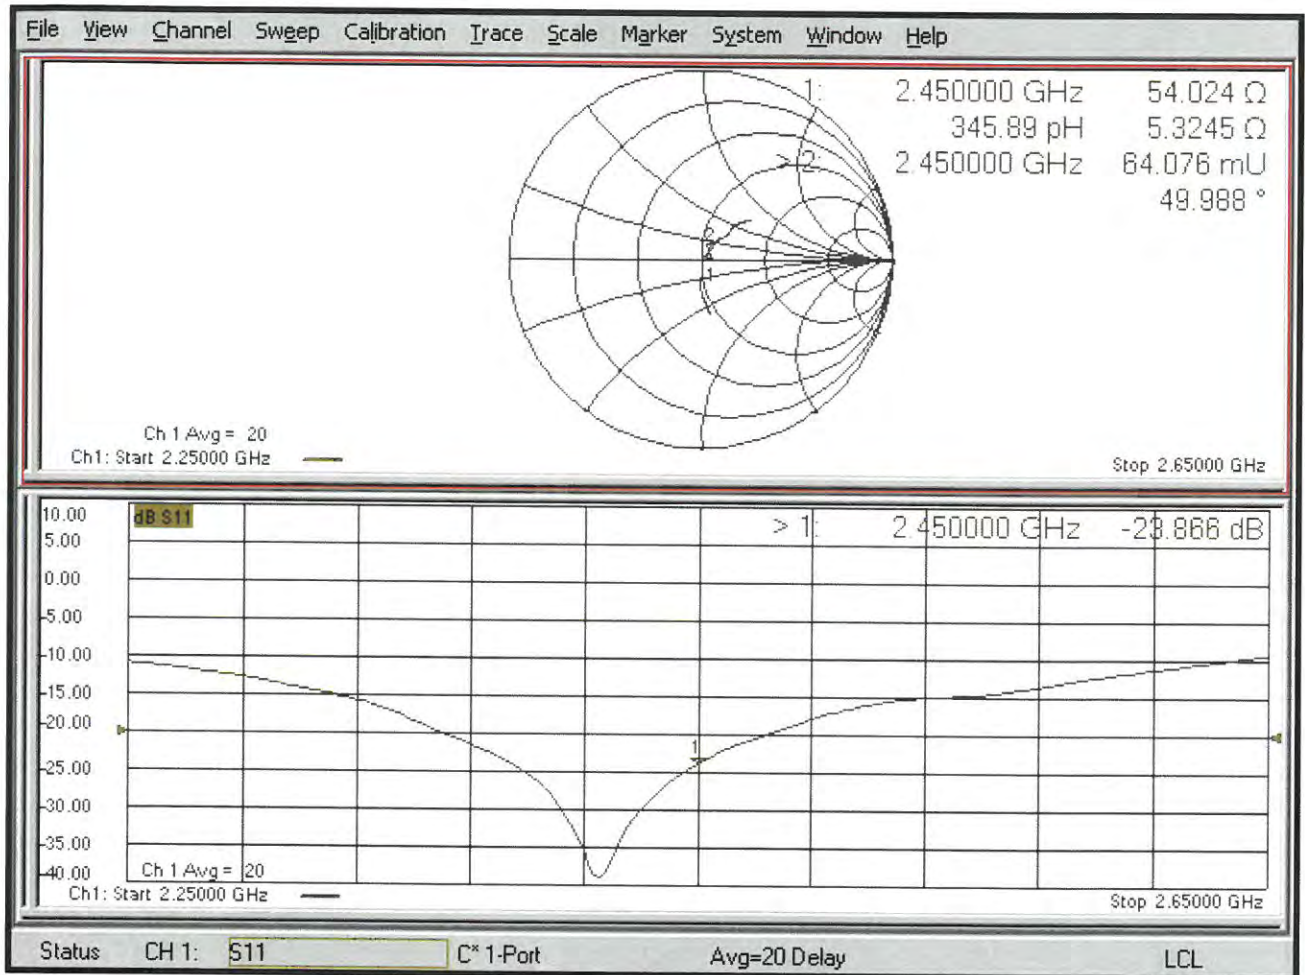 File View Channel Sweep Calibration Trace Scale Marker System Window Help
1: 2.450000 GHz 54.024 Ω
345.89 pH 5.3245 Ω
> 2: 2.450000 GHz 64.076 mU
49.988 °
2
1
Ch 1 Avg = 20
Ch1: Start 2.25000 GHz
Stop 2.65000 GHz
10.00
dB S11
> 1: 2.450000 GHz -23.866 dB
5.00
0.00
-5.00
-10.00
-15.00
-20.00
1
-25.00
-30.00
-35.00
-40.00
Ch 1 Avg = 20
Ch1: Start 2.25000 GHz
Stop 2.65000 GHz
Status CH 1: S11 C* 1-Port Avg=20 Delay LCL